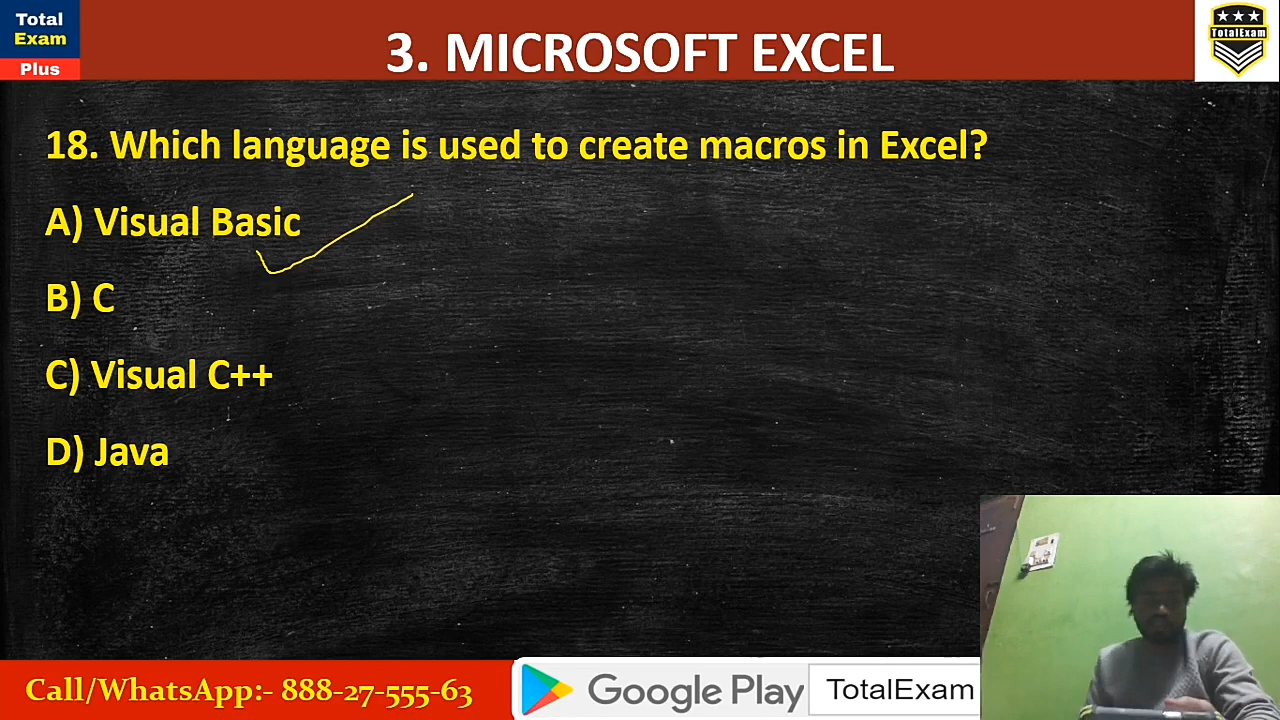 Total
Exam
Plus
3. MICROSOFT EXCEL
TotalExam
18. Which language is used to create macros in Excel?
A) Visual Basic
B) C
C) Visual C++
D) Java
Call/WhatsApp:- 888-27-555-63
Google Play
TotalExam